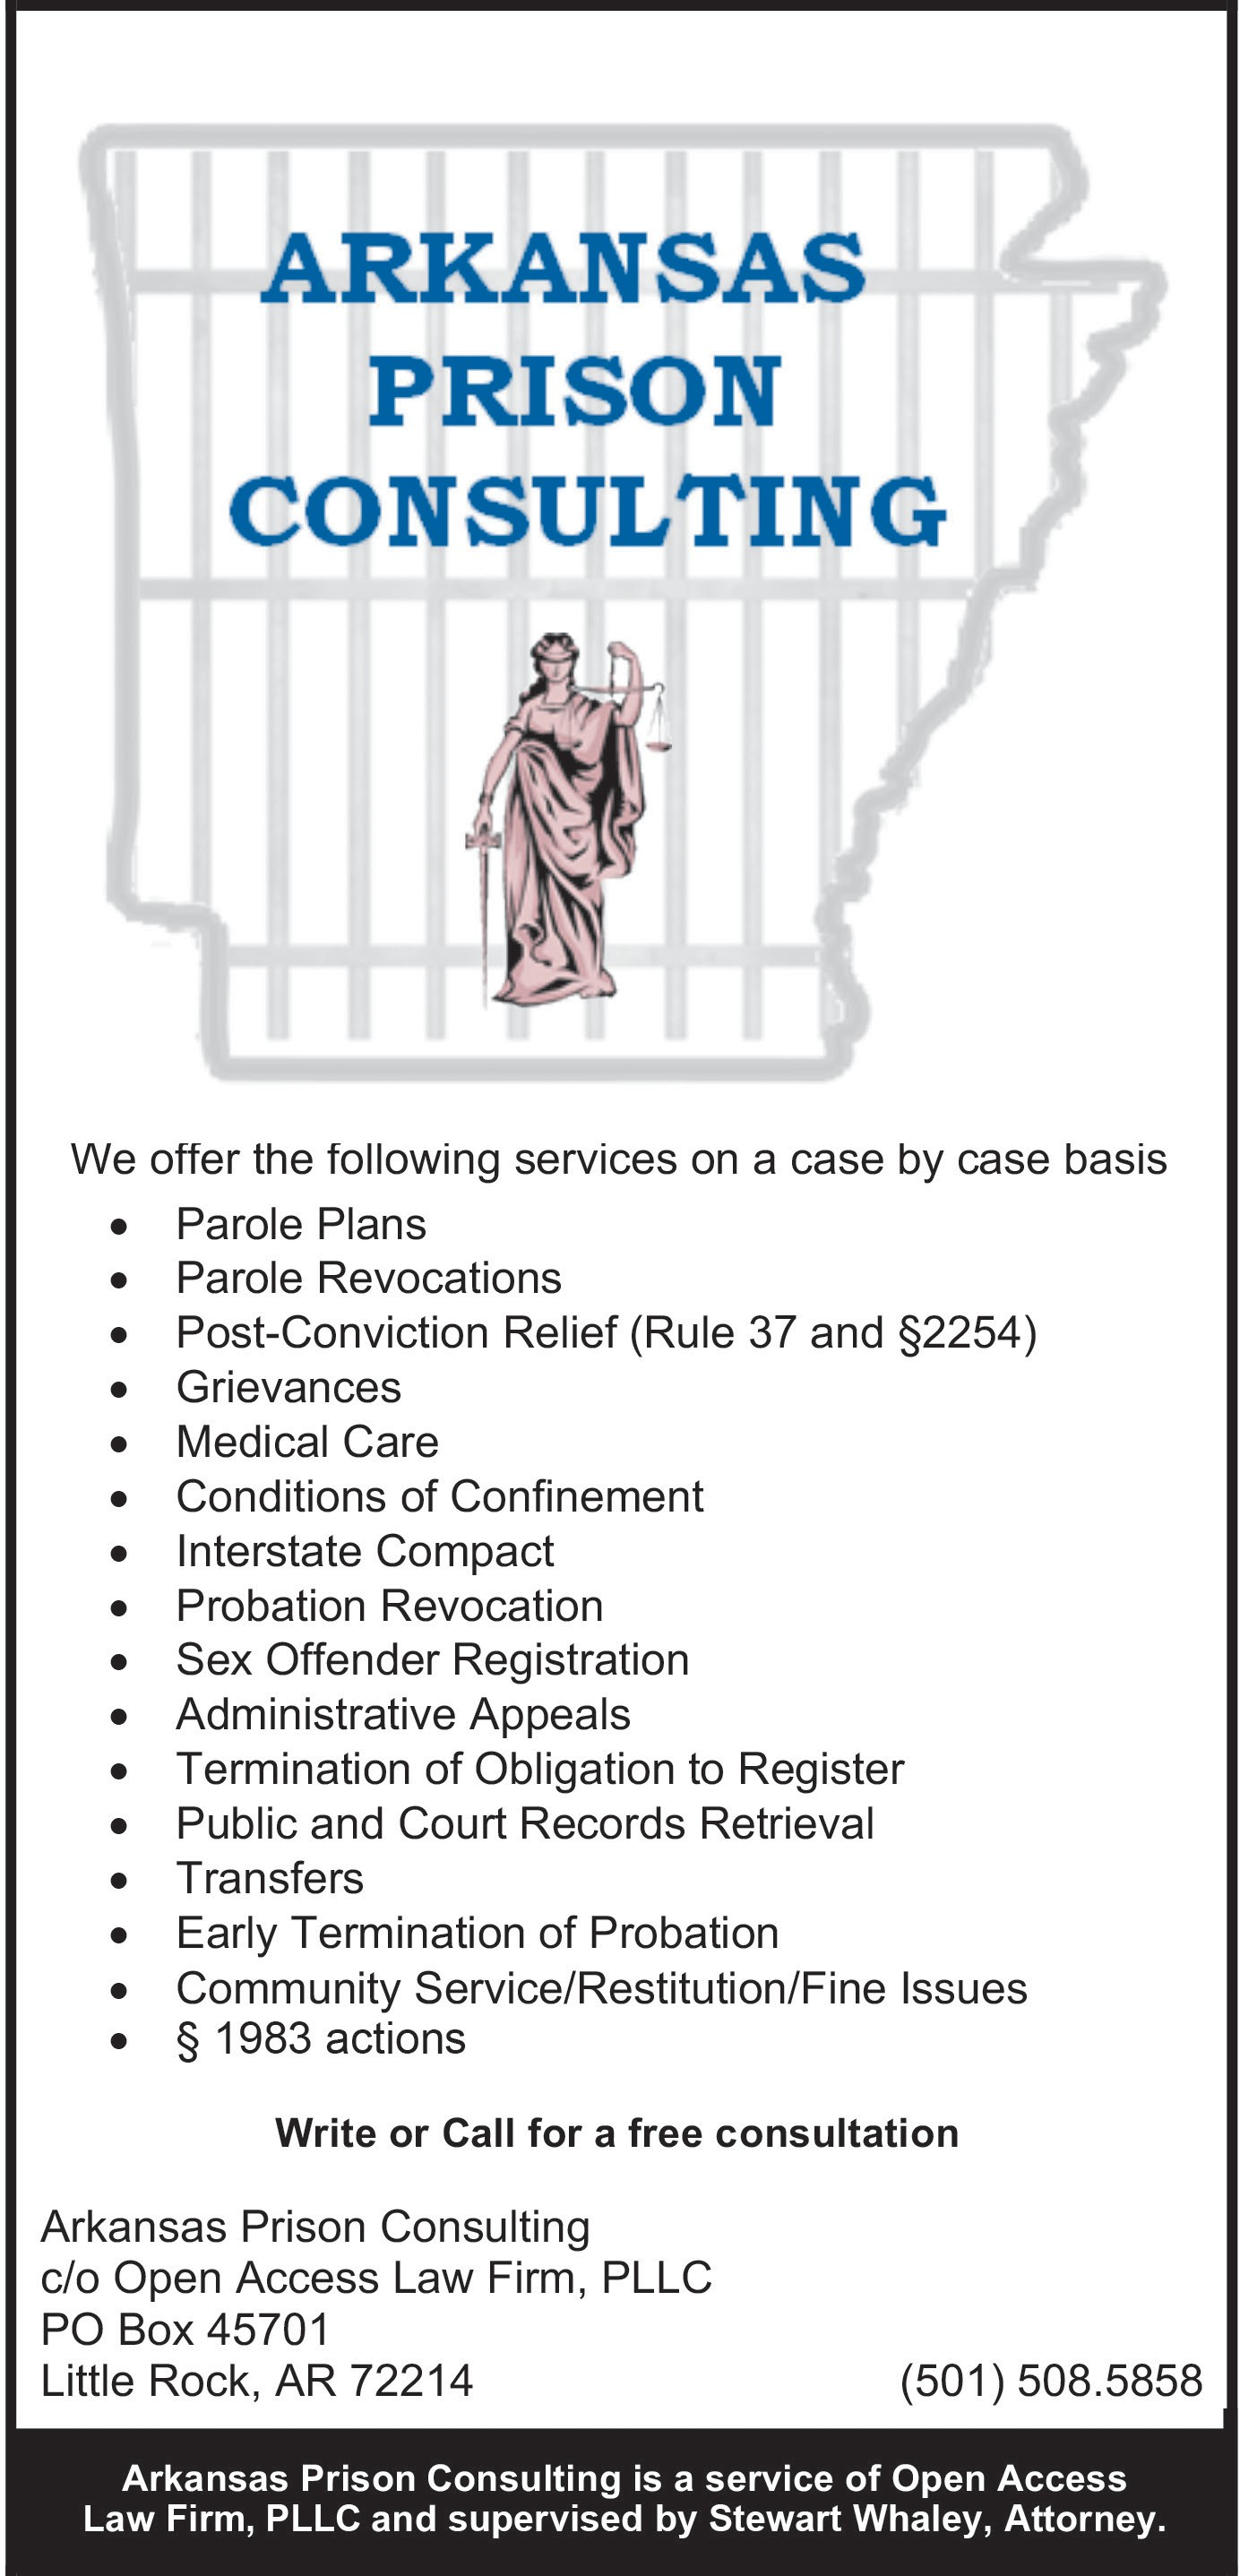 ARKANSAS
PRISON
CONSULTING
We offer the following services on a case by case basis
• Parole Plans
• Parole Revocations
• Post-Conviction Relief (Rule 37 and §2254)
• Grievances
• Medical Care
• Conditions of Confinement
• Interstate Compact
• Probation Revocation
• Sex Offender Registration
• Administrative Appeals
• Termination of Obligation to Register
• Public and Court Records Retrieval
• Transfers
• Early Termination of Probation
• Community Service/Restitution/Fine Issues
• § 1983 actions
Write or Call for a free consultation
Arkansas Prison Consulting
c/o Open Access Law Firm, PLLC
PO Box 45701
Little Rock, AR 72214 (501) 508.5858
Arkansas Prison Consulting is a service of Open Access
Law Firm, PLLC and supervised by Stewart Whaley, Attorney.